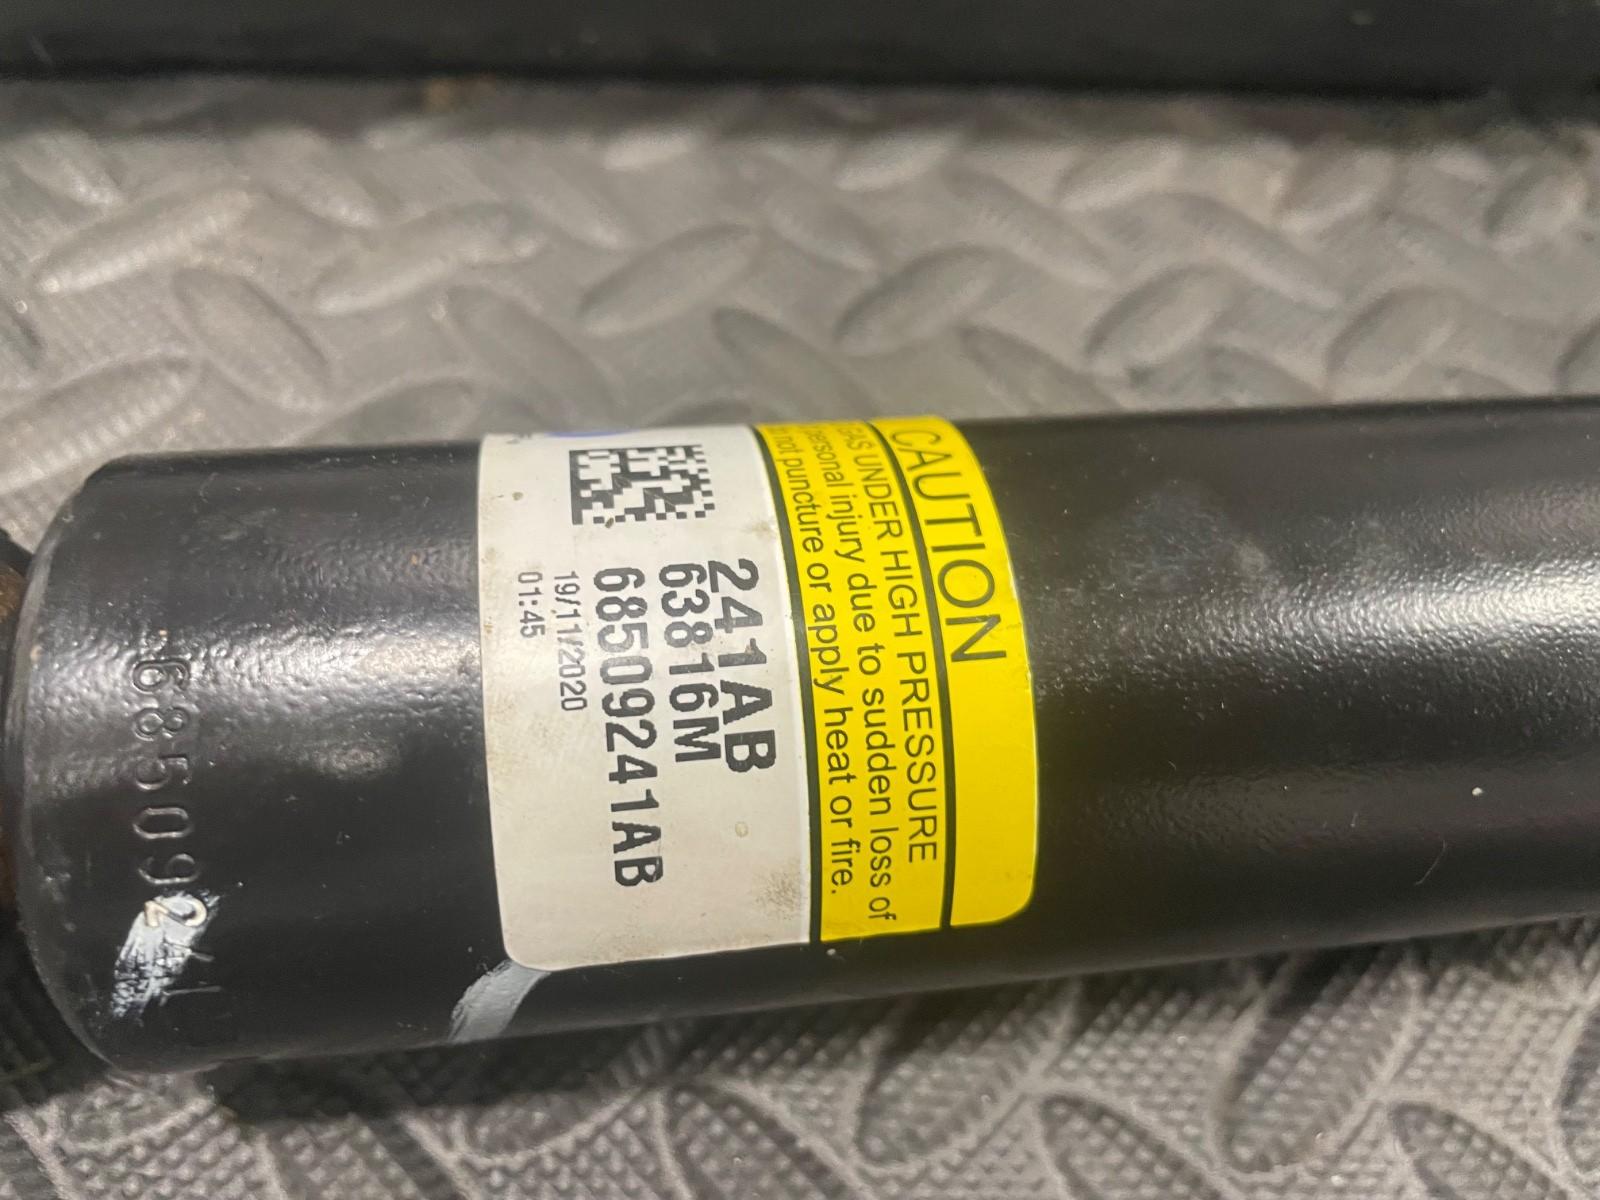 CAUTION
GAS UNDER HIGH PRESSURE
personal injury due to sudden loss of
not puncture or apply heat or fire.
241AB
63816M
68509241AB
19/11/2020
01:45
685092